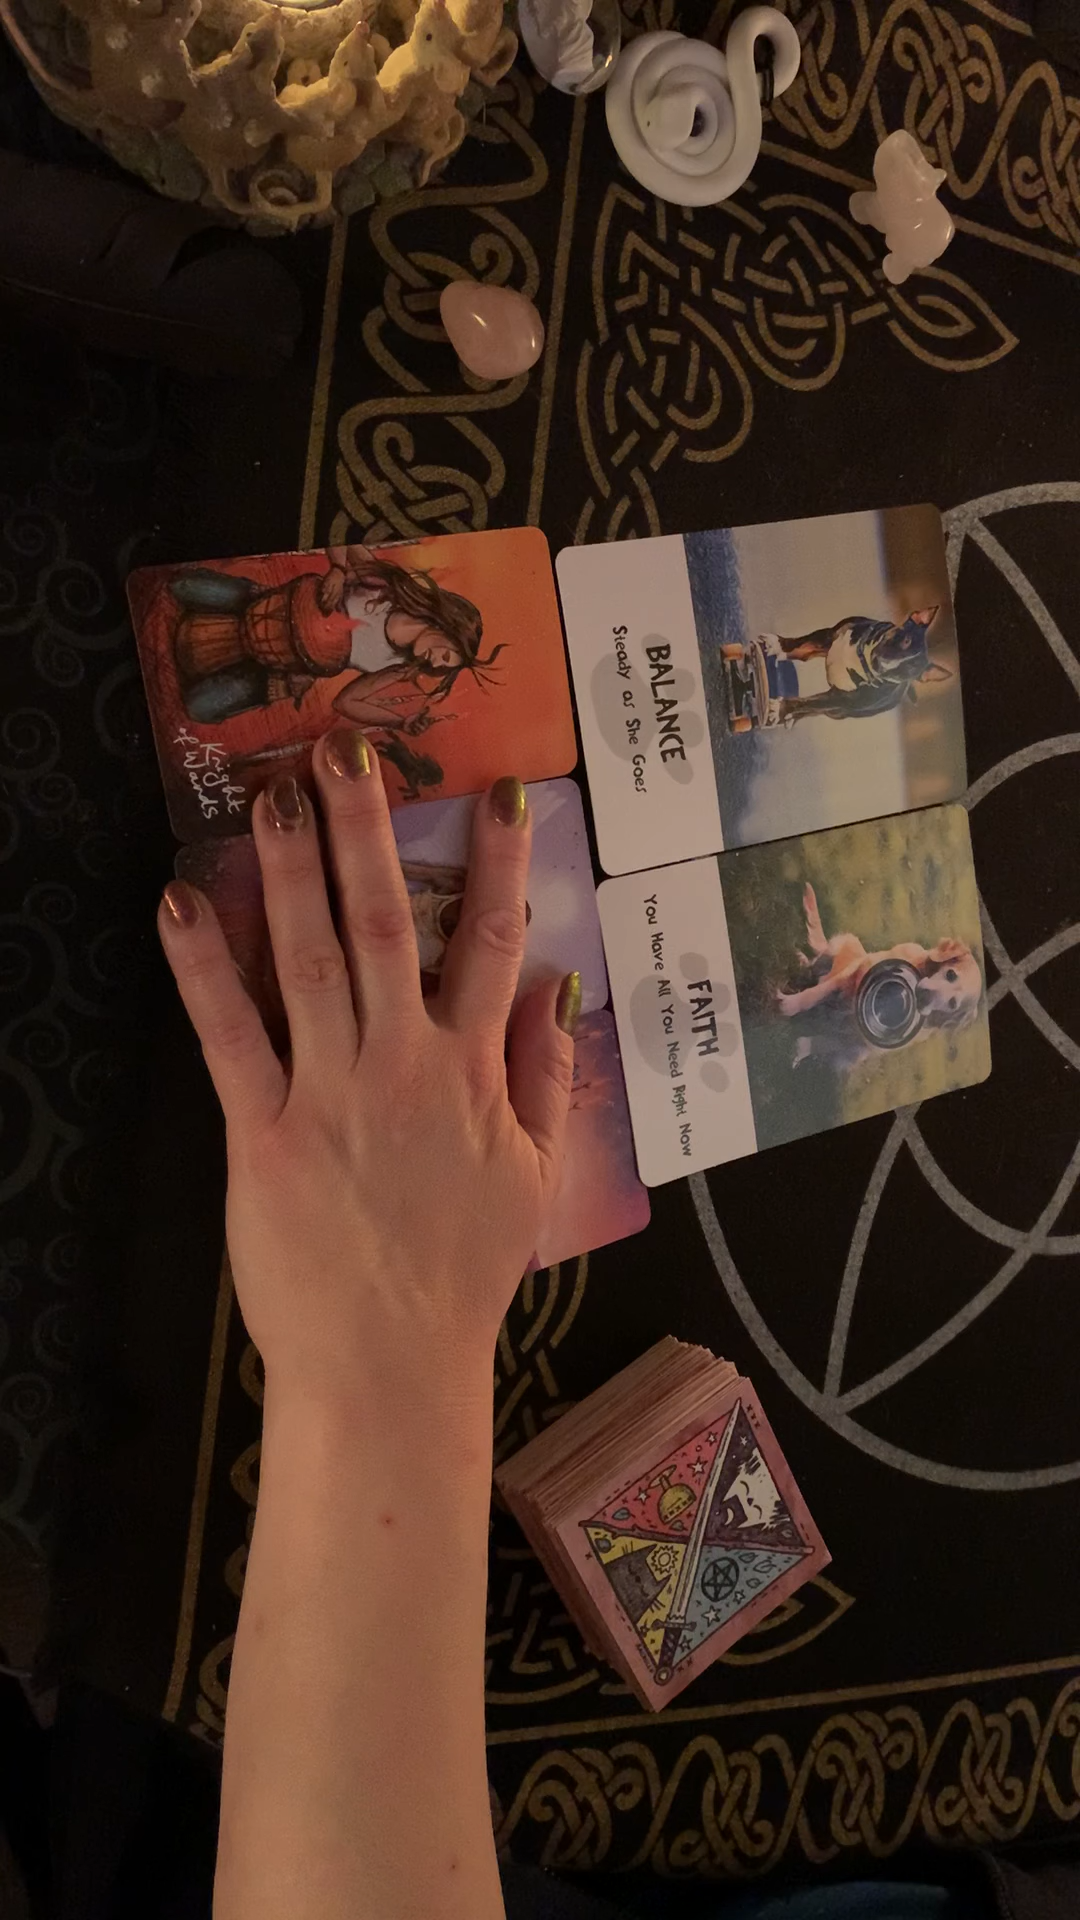 Knight
of Wands
BALANCE
Steady as She Goes
FAITH
You Have All You Need Right Now